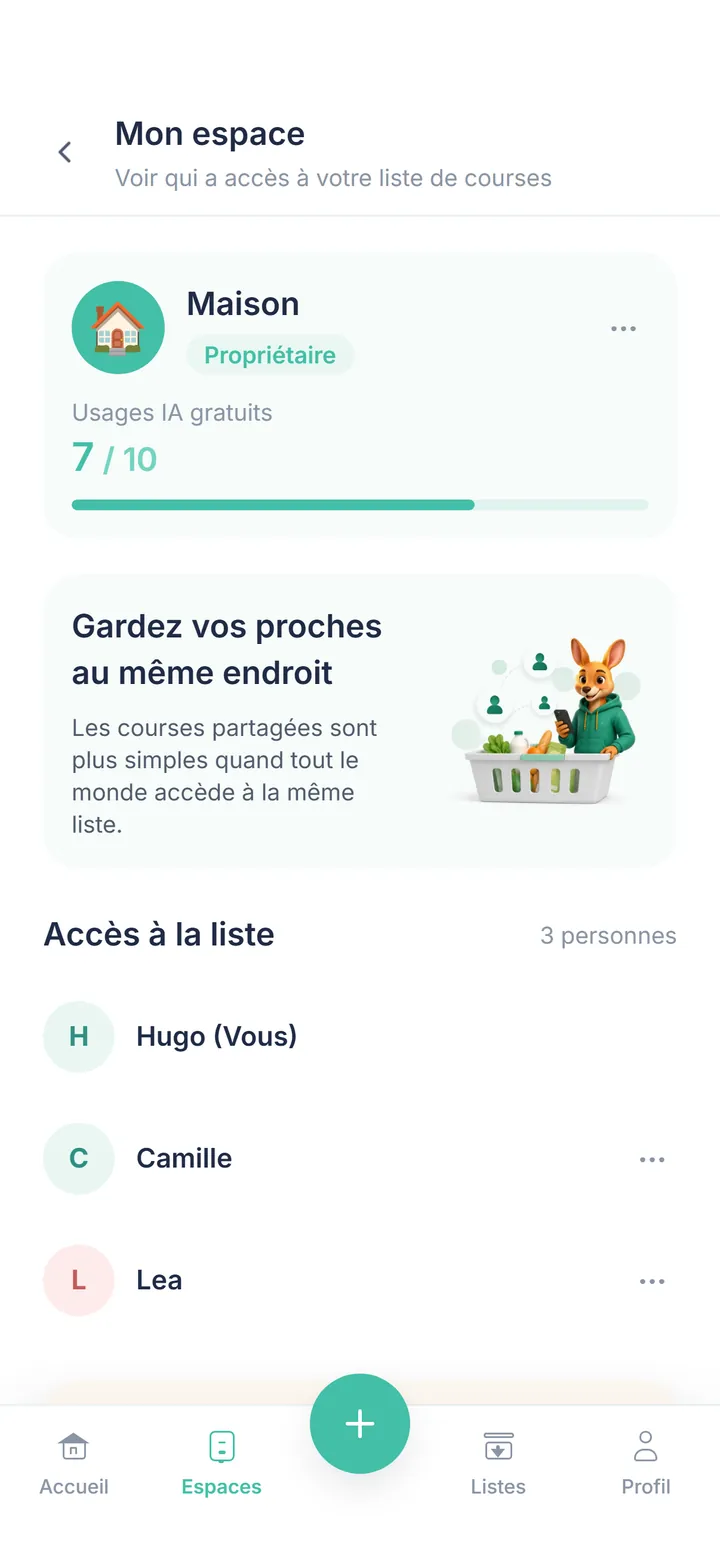 Mon espace
Voir qui a accès à votre liste de courses
Maison
Propriétaire
Usages IA gratuits
7 / 10
Gardez vos proches
au même endroit
Les courses partagées sont
plus simples quand tout le
monde accède à la même
liste.
Accès à la liste
3 personnes
H
Hugo (Vous)
C
Camille
L
Lea
Accueil
Espaces
Listes
Profil